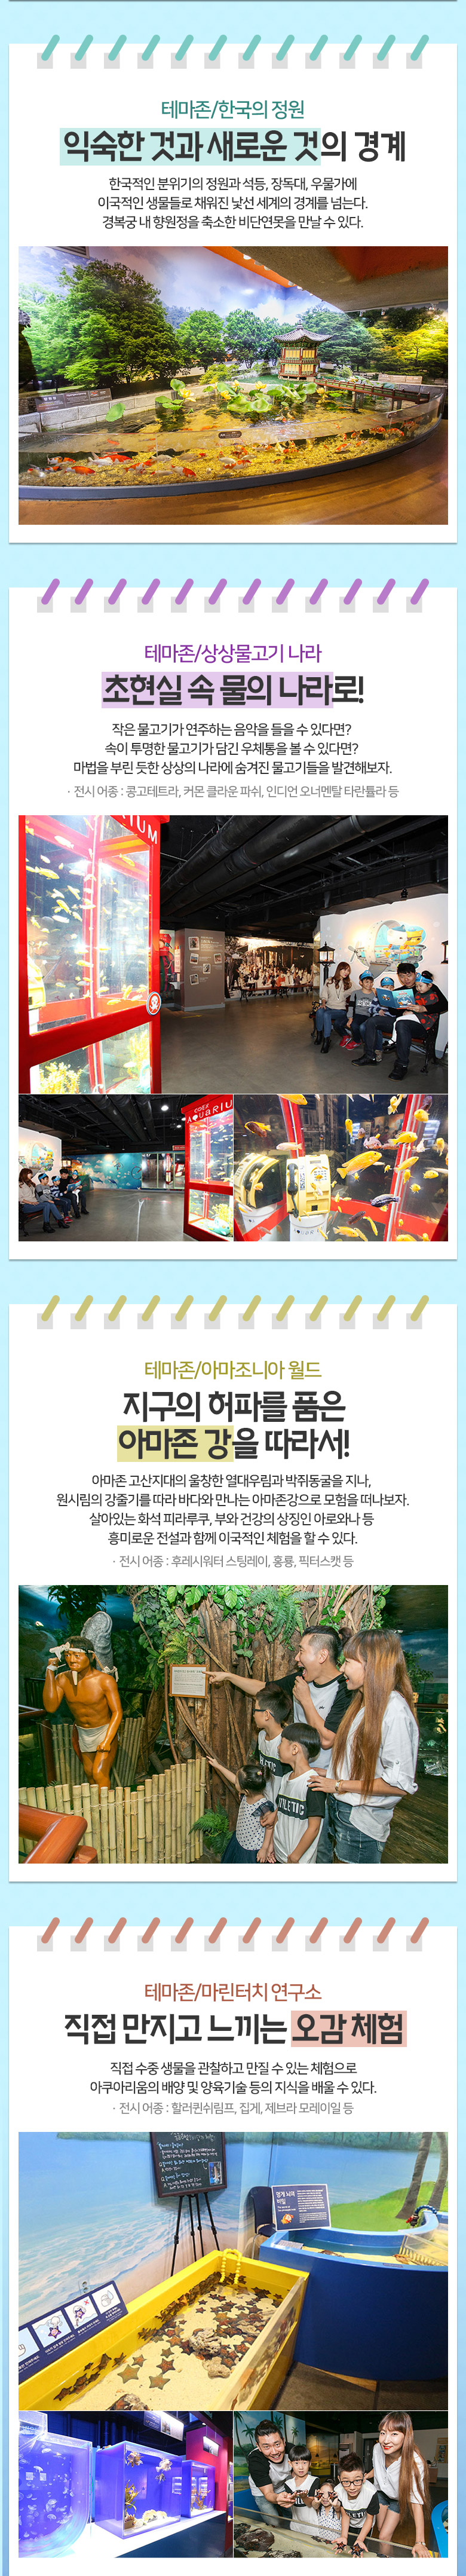 테마존/한국의 정원
익숙한 것과 새로운 것의 경계
한국적인 분위기의 정원과 석등, 장독대, 우물가에
이국적인 생물들로 채워진 낯선 세계의 경계를 넘는다.
경복궁 내 향원정을 축소한 비단연못을 만날 수 있다.
테마존/상상물고기 나라
초현실 속 물의 나라로!
작은 물고기가 연주하는 음악을 들을 수 있다면?
속이 투명한 물고기가 담긴 우체통을 볼 수 있다면?
마법을 부린 듯한 상상의 나라에 숨겨진 물고기들을 발견해보자.
· 전시 어종 : 콩고테트라, 커몬 클라운 파쉬, 인디언 오너멘탈 타란튤라 등
IUM
coex
AQUARIU
테마존/아마조니아 월드
지구의 허파를 품은
아마존 강을 따라서!
아마존 고산지대의 울창한 열대우림과 박쥐동굴을 지나,
원시림의 강줄기를 따라 바다와 만나는 아마존강으로 모험을 떠나보자.
살아있는 화석 피라루쿠, 부와 건강의 상징인 아로와나 등
흥미로운 전설과 함께 이국적인 체험을 할 수 있다.
· 전시 어종 : 후레시워터 스팅레이, 홍룡, 픽터스캣 등
테마존/마린터치 연구소
직접 만지고 느끼는 오감 체험
직접 수중 생물을 관찰하고 만질 수 있는 체험으로
아쿠아리움의 배양 및 양육기술 등의 지식을 배울 수 있다.
· 전시 어종 : 할러퀸쉬림프, 집게, 제브라 모레이일 등